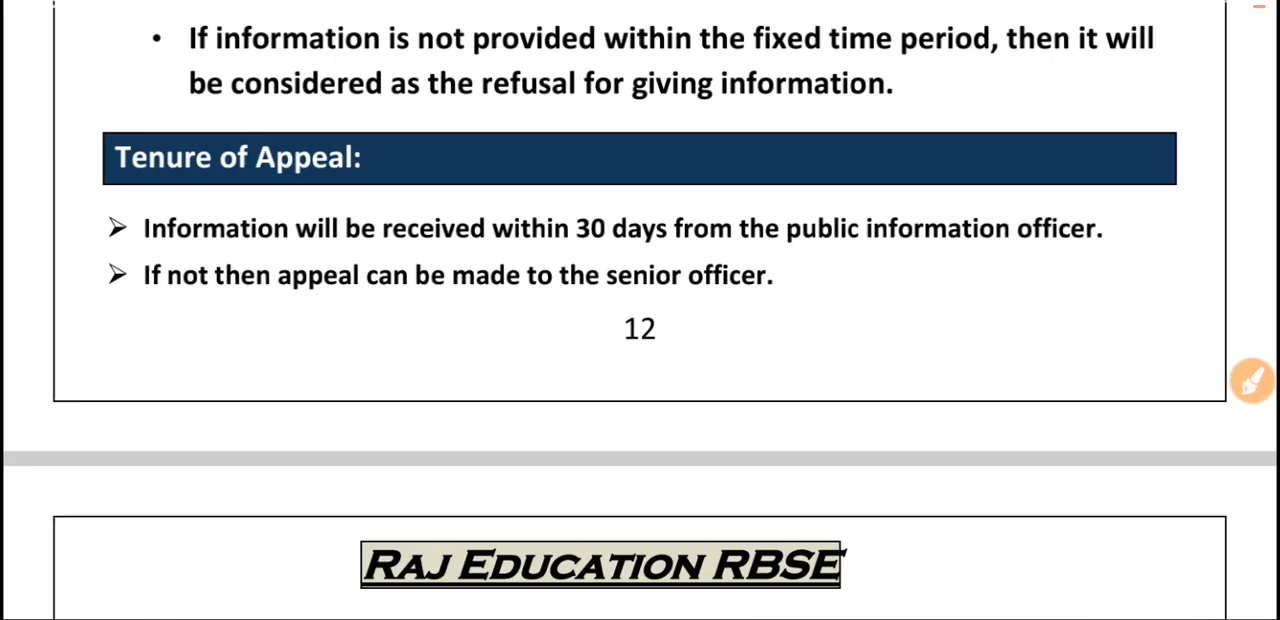 • If information is not provided within the fixed time period, then it will
be considered as the refusal for giving information.
Tenure of Appeal:
➢ Information will be received within 30 days from the public information officer.
➢ If not then appeal can be made to the senior officer.
12
RAJ EDUCATION RBSE